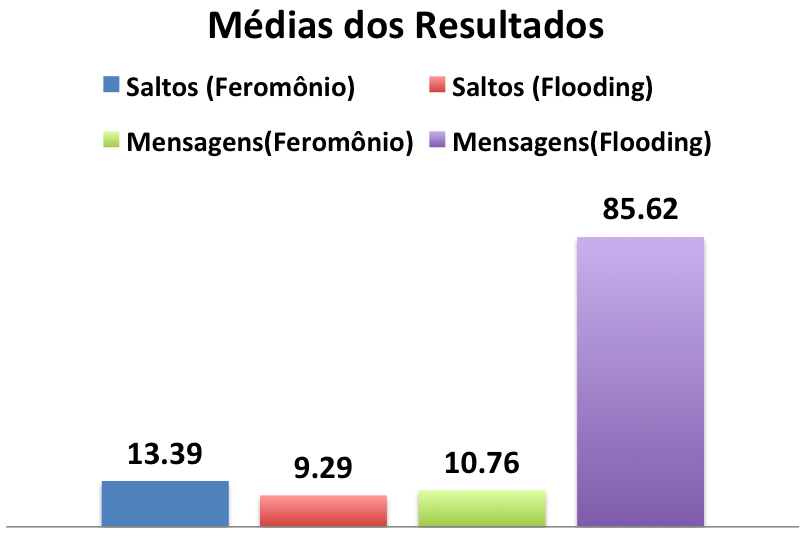 Médias dos Resultados
Saltos (Feromônio) Saltos (Flooding)
Mensagens(Feromônio) Mensagens(Flooding)
85.62
13.39
9.29
10.76